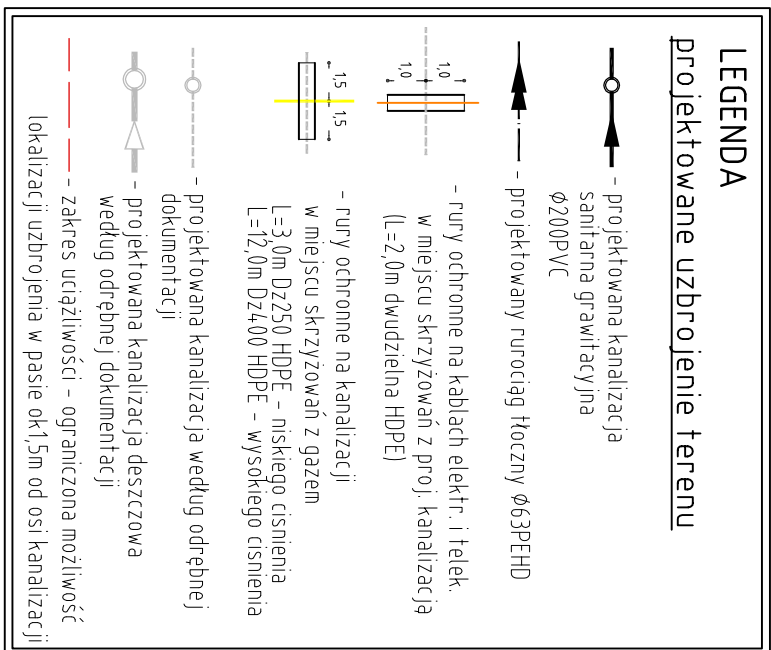 LEGENDA
projektowane uzbrojenie terenu
- projektowana kanalizacja
sanitarna grawitacyjna
Ø200PVC
- projektowany rurociąg tłoczny Ø63PEHD
1,0
1,0
- rury ochronne na kablach elektr. i telek.
w miejscu skrzyżowań z proj. kanalizacją
(L=2,0m dwudzielna HDPE)
1,5
1,5
- rury ochronne na kanalizacji
w miejscu skrzyżowań z gazem
L=3,0m Dz250 HDPE - niskiego cisnienia
L=12,0m Dz400 HDPE - wysokiego cisnienia
- projektowana kanalizacja według odrębnej
dokumentacji
- projektowana kanalizacja deszczowa
według odrębnej dokumentacji
- zakres uciążliwości - ograniczona możliwość
lokalizacji uzbrojenia w pasie ok1,5m od osi kanalizacji